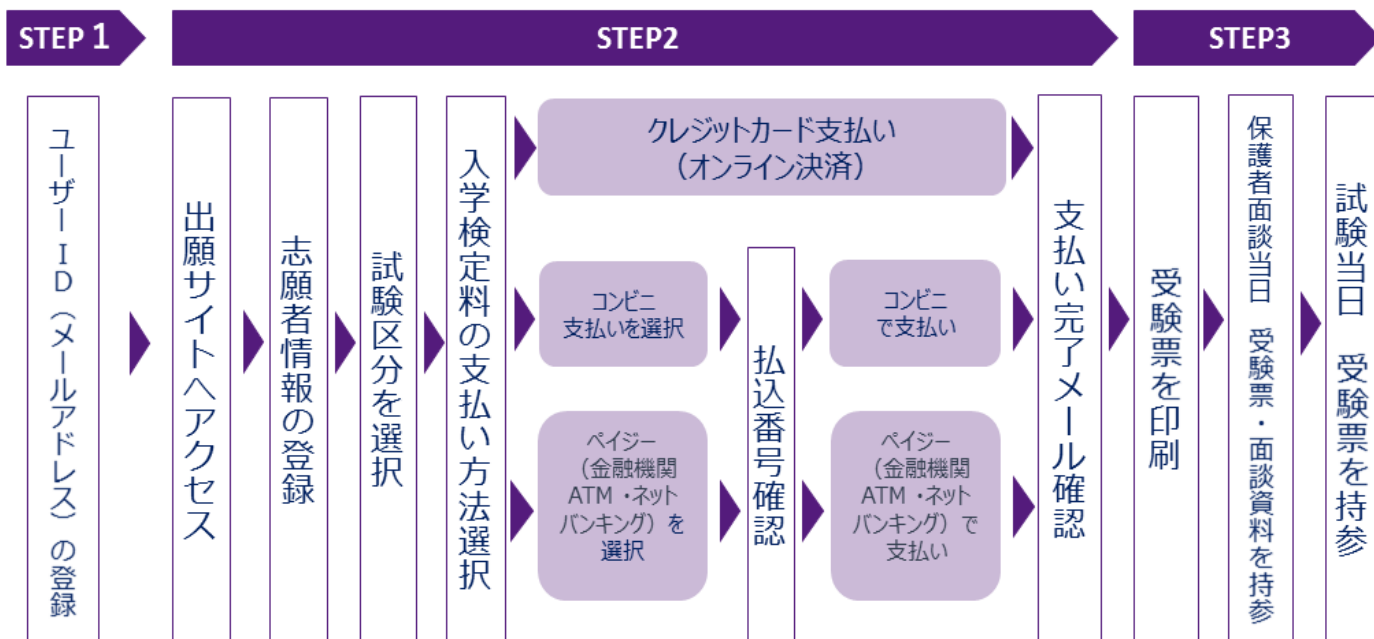 STEP 1
STEP2
STEP3
ユーザーID（メールアドレス）の登録
出願サイトへアクセス
志願者情報の登録
試験区分を選択
入学検定料の支払い方法選択
クレジットカード支払い
（オンライン決済）
コンビニ
支払いを選択
ペイジー
（金融機関
ATM・ネット
バンキング）を
選択
払込番号確認
コンビニ
で支払い
ペイジー
（金融機関
ATM・ネット
バンキング）で
支払い
支払い完了メール確認
受験票を印刷
保護者面談当日　受験票・面談資料を持参
試験当日　受験票を持参